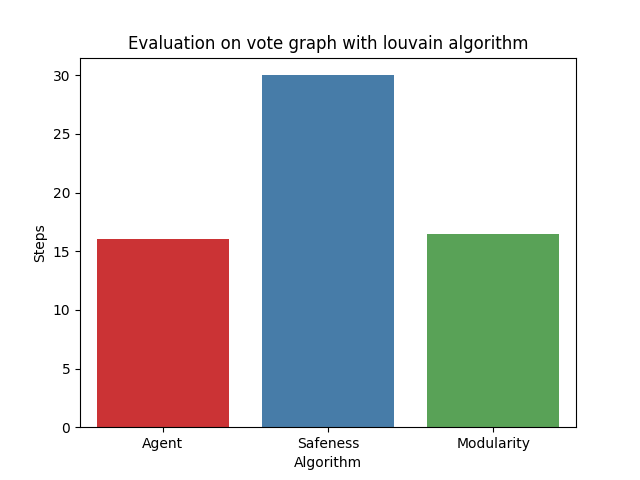 Evaluation on vote graph with louvain algorithm
30
25
20
15
10
5
0
Steps
Agent
Safeness
Modularity
Algorithm